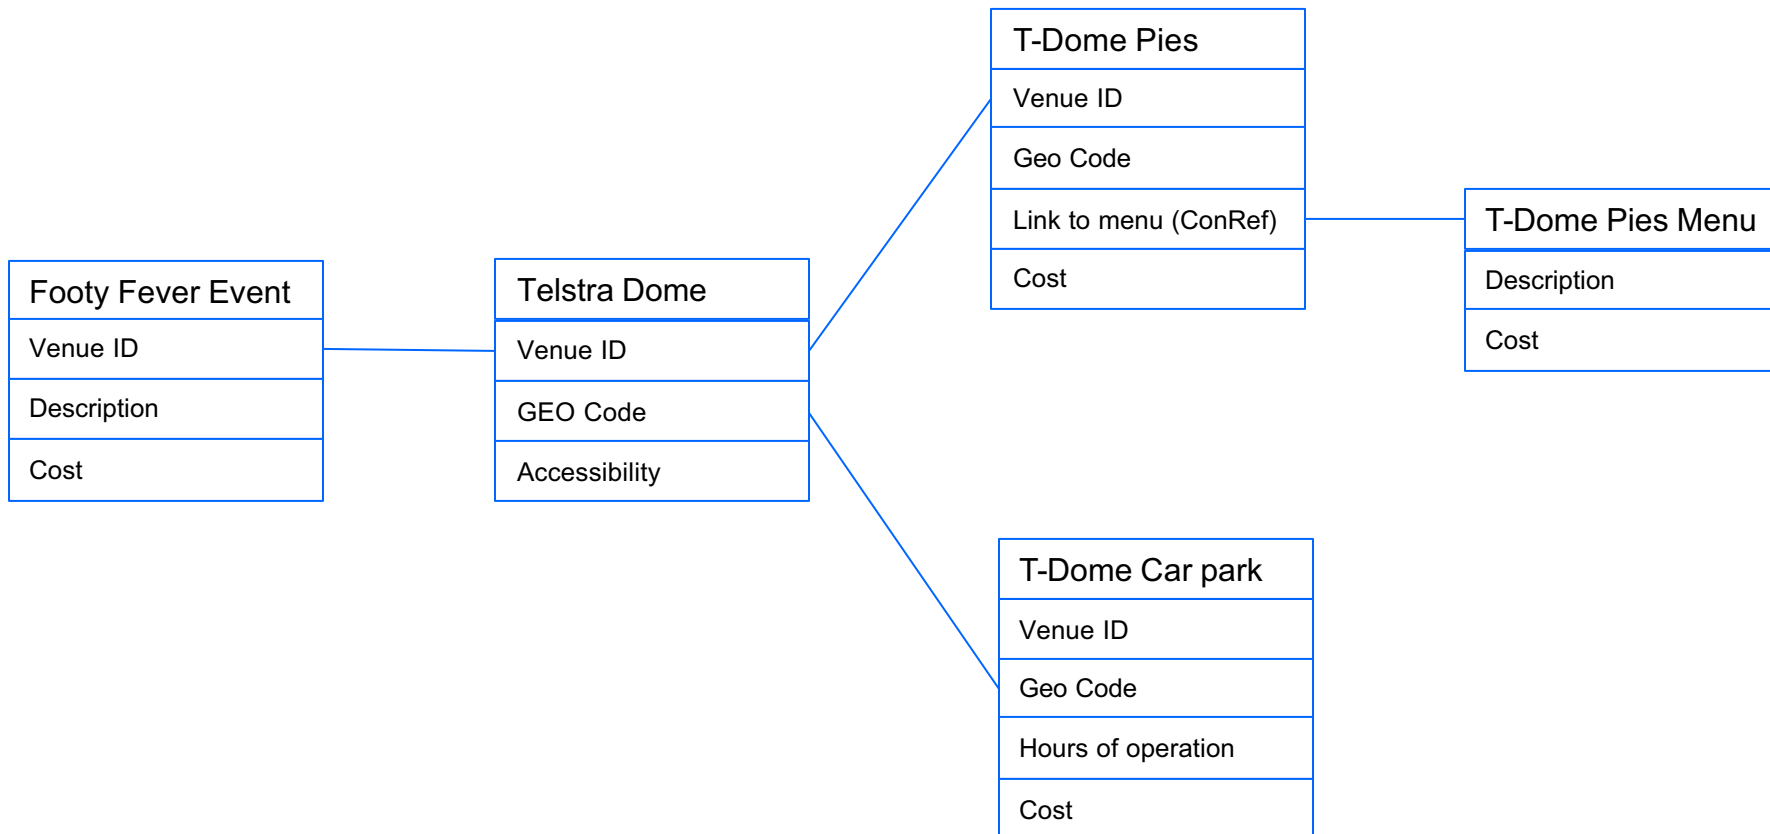 Footy Fever Event
Venue ID
Description
Cost
Telstra Dome
Venue ID
GEO Code
Accessibility
T-Dome Pies
Venue ID
Geo Code
Link to menu (ConRef)
Cost
T-Dome Pies Menu
Description
Cost
T-Dome Car park
Venue ID
Geo Code
Hours of operation
Cost